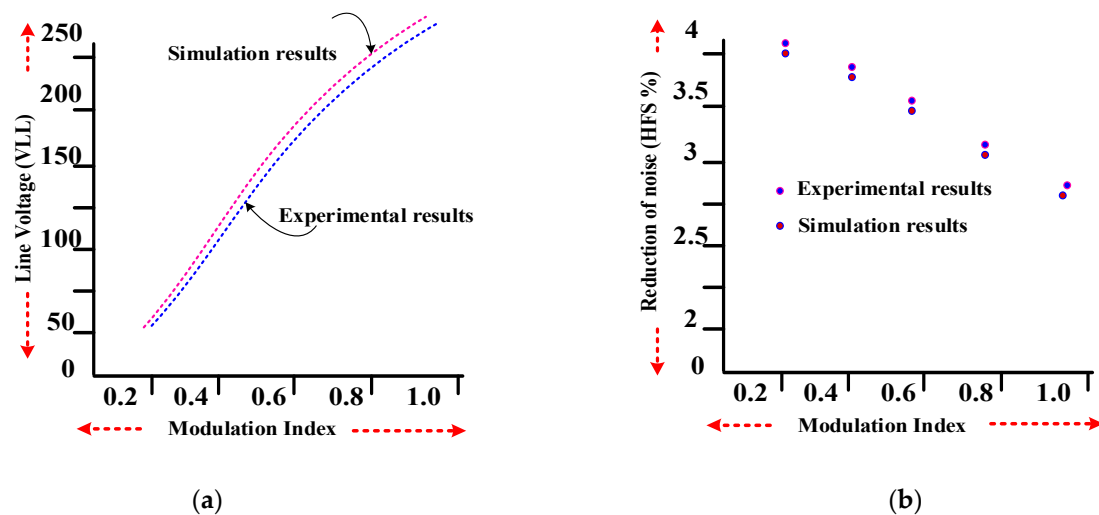 250
200
150
100
50
0
Line Voltage (VLL)
Simulation results
Experimental results
0.2 0.4 0.6 0.8 1.0
Modulation Index
(a)
4
3.5
3
2.5
2
0
Reduction of noise (HFS %)
Experimental results
Simulation results
0.2 0.4 0.6 0.8 1.0
Modulation Index
(b)